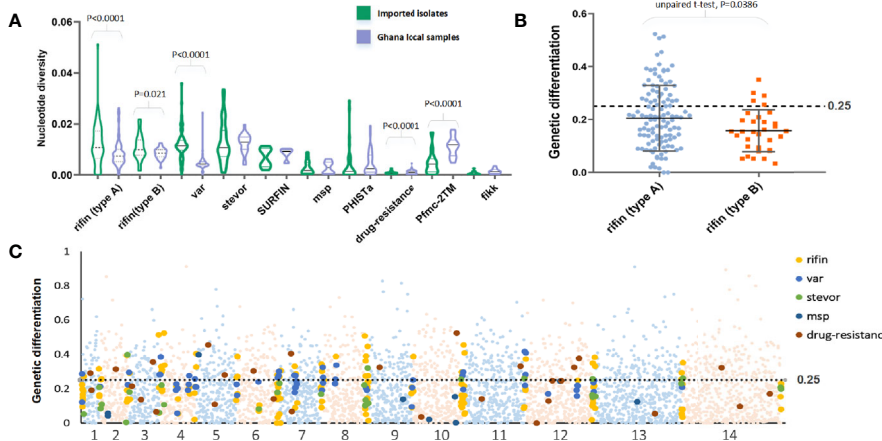 A
Imported isolates
Ghana lccal samples
P<0.0001
P=0.021
P<0.0001
P<0.0001
P<0.0001
Nucleotide diversity
0.06
0.04
0.02
0.00
rifin (type A)
rifin(type B)
var
stevor
SURFIN
msp
PHISTa
drug-resistance
Pfmc-2TM
fikk
B
unpaired t-test, P=0.0386
Genetic differentiation
0.6
0.4
0.2
0.0
0.25
rifin (type A)
rifin (type B)
C
Genetic differentiation
1
0.8
0.6
0.4
0.2
0
0.25
1 2 3 4 5 6 7 8 9 10 11 12 13 14
rifin
var
stevor
msp
drug-resistanc